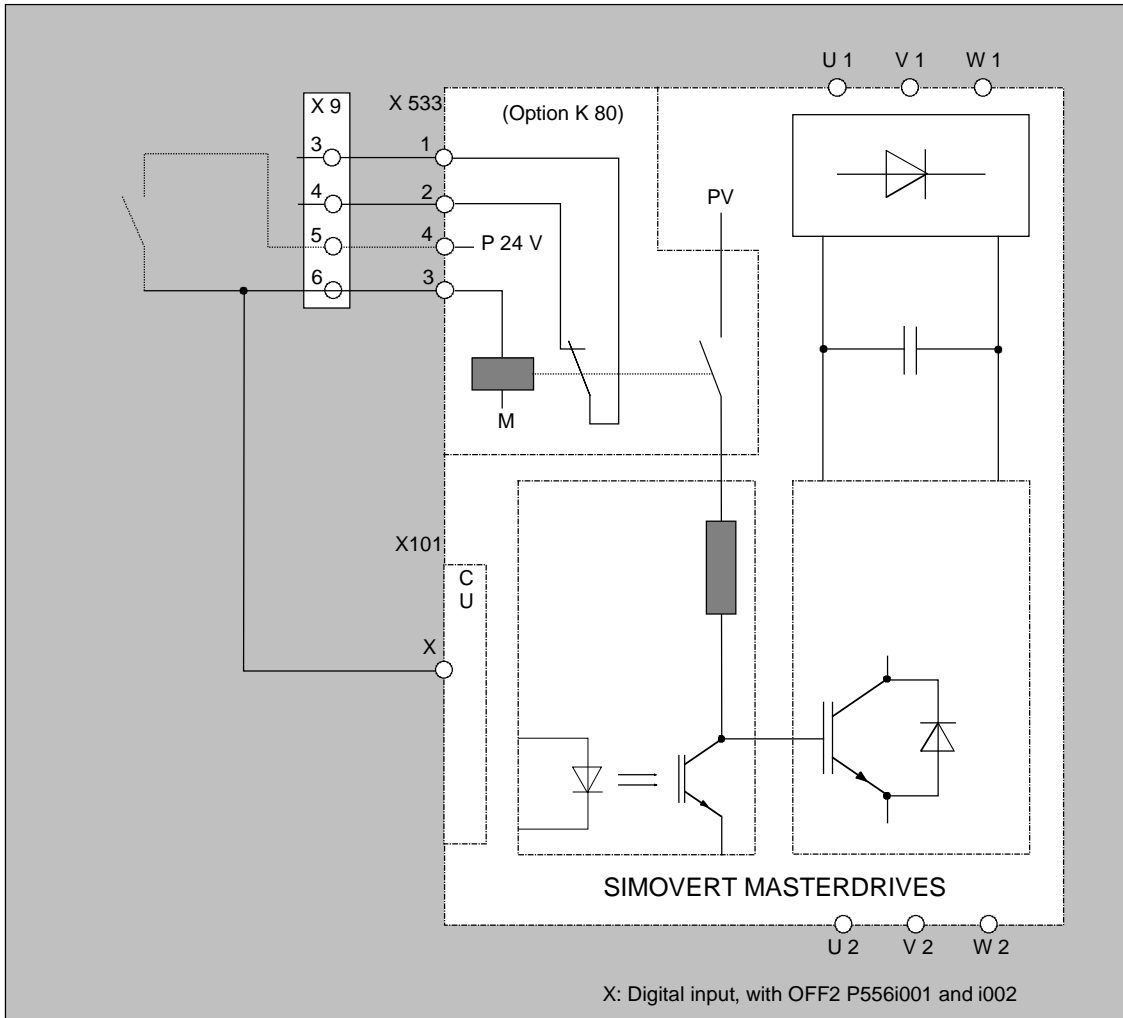 U 1 V 1 W 1
X 9 X 533 (Option K 80)
3 1
4 2
PV
5 4 P 24 V
6 3
M
X101
C
U
X
SIMOVERT MASTERDRIVES
U 2 V 2 W 2
X: Digital input, with OFF2 P556i001 and i002